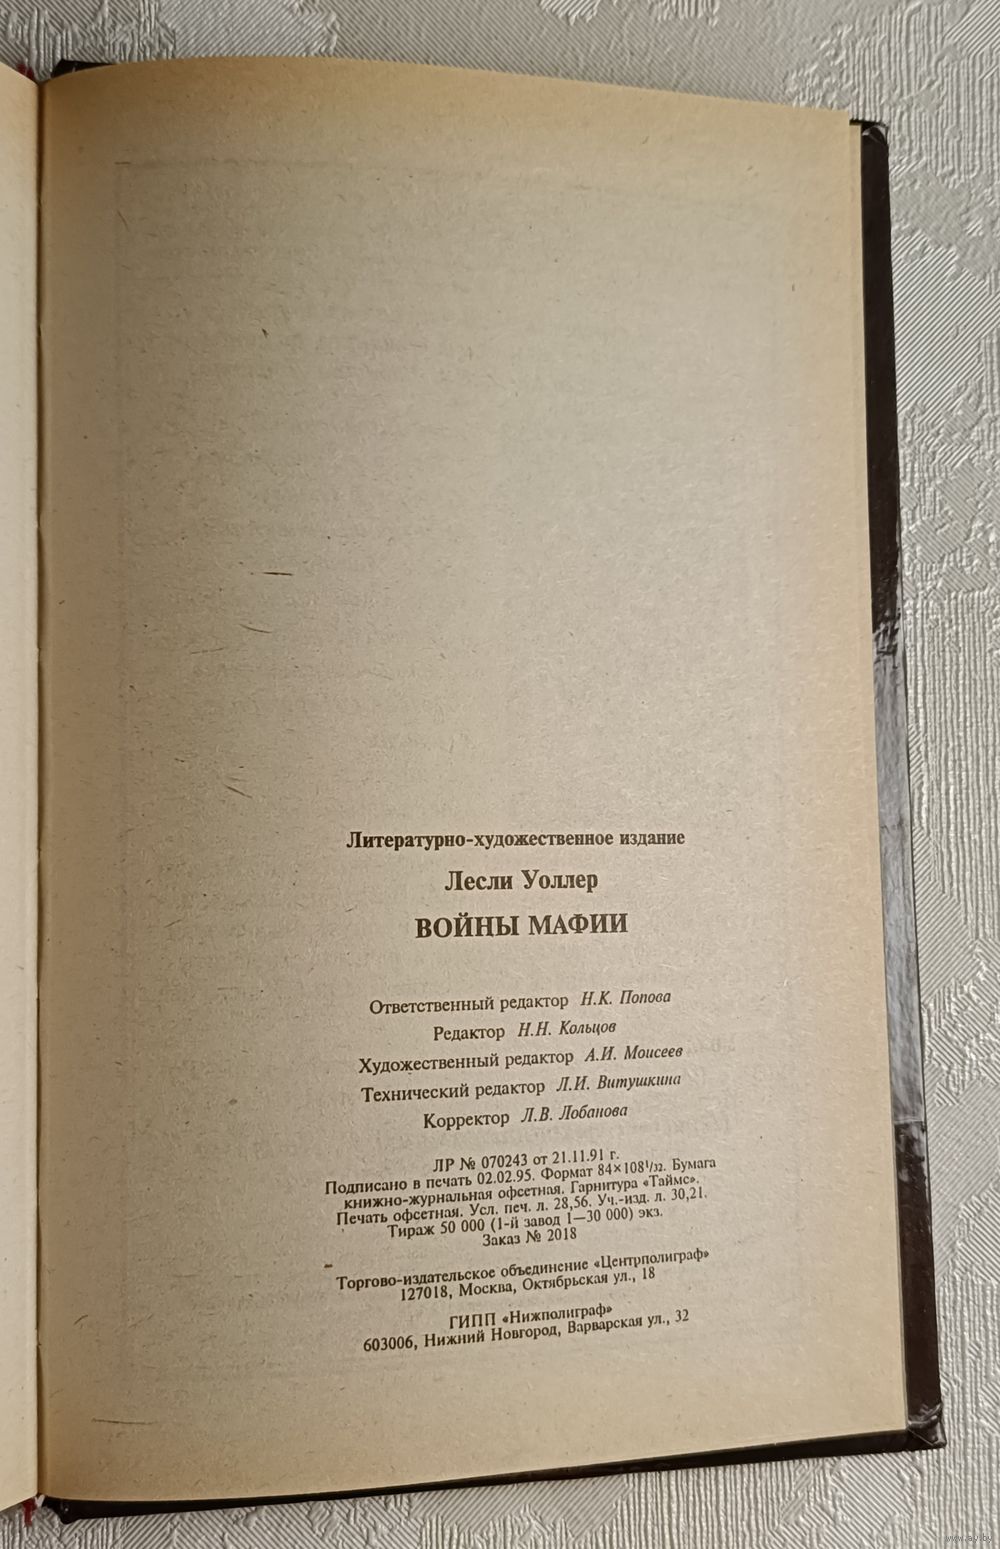 Литературно-художественное издание
Лесли Уоллер
ВОЙНЫ МАФИИ
Ответственный редактор Н.К. Попова
Редактор Н.Н. Кольцов
Художественный редактор А.И. Моисеев
Технический редактор Л.И. Витушкина
Корректор Л.В. Лобанова
ЛР № 070243 от 21.11.91 г.
Подписано в печать 02.02.95. Формат 84×108¹/₃₂. Бумага
книжно-журнальная офсетная. Гарнитура «Таймс».
Печать офсетная. Усл. печ. л. 28,56. Уч.-изд. л. 30,21.
Тираж 50 000 (1-й завод 1—30 000) экз.
Заказ № 2018
Торгово-издательское объединение «Центрполиграф»
127018, Москва, Октябрьская ул., 18
ГИПП «Нижполиграф»
603006, Нижний Новгород, Варварская ул., 32
www.ay.by